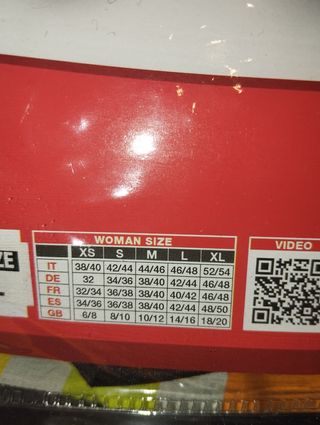 WOMAN SIZE
XS S M L XL
IT 38/40 42/44 44/46 46/48 52/54
DE 32 34/36 38/40 42/44 46/48
FR 32/34 36/38 38/40 40/42 46/48
ES 34/36 36/38 38/40 42/44 48/50
GB 6/8 8/10 10/12 14/16 18/20
VIDEO
ZE